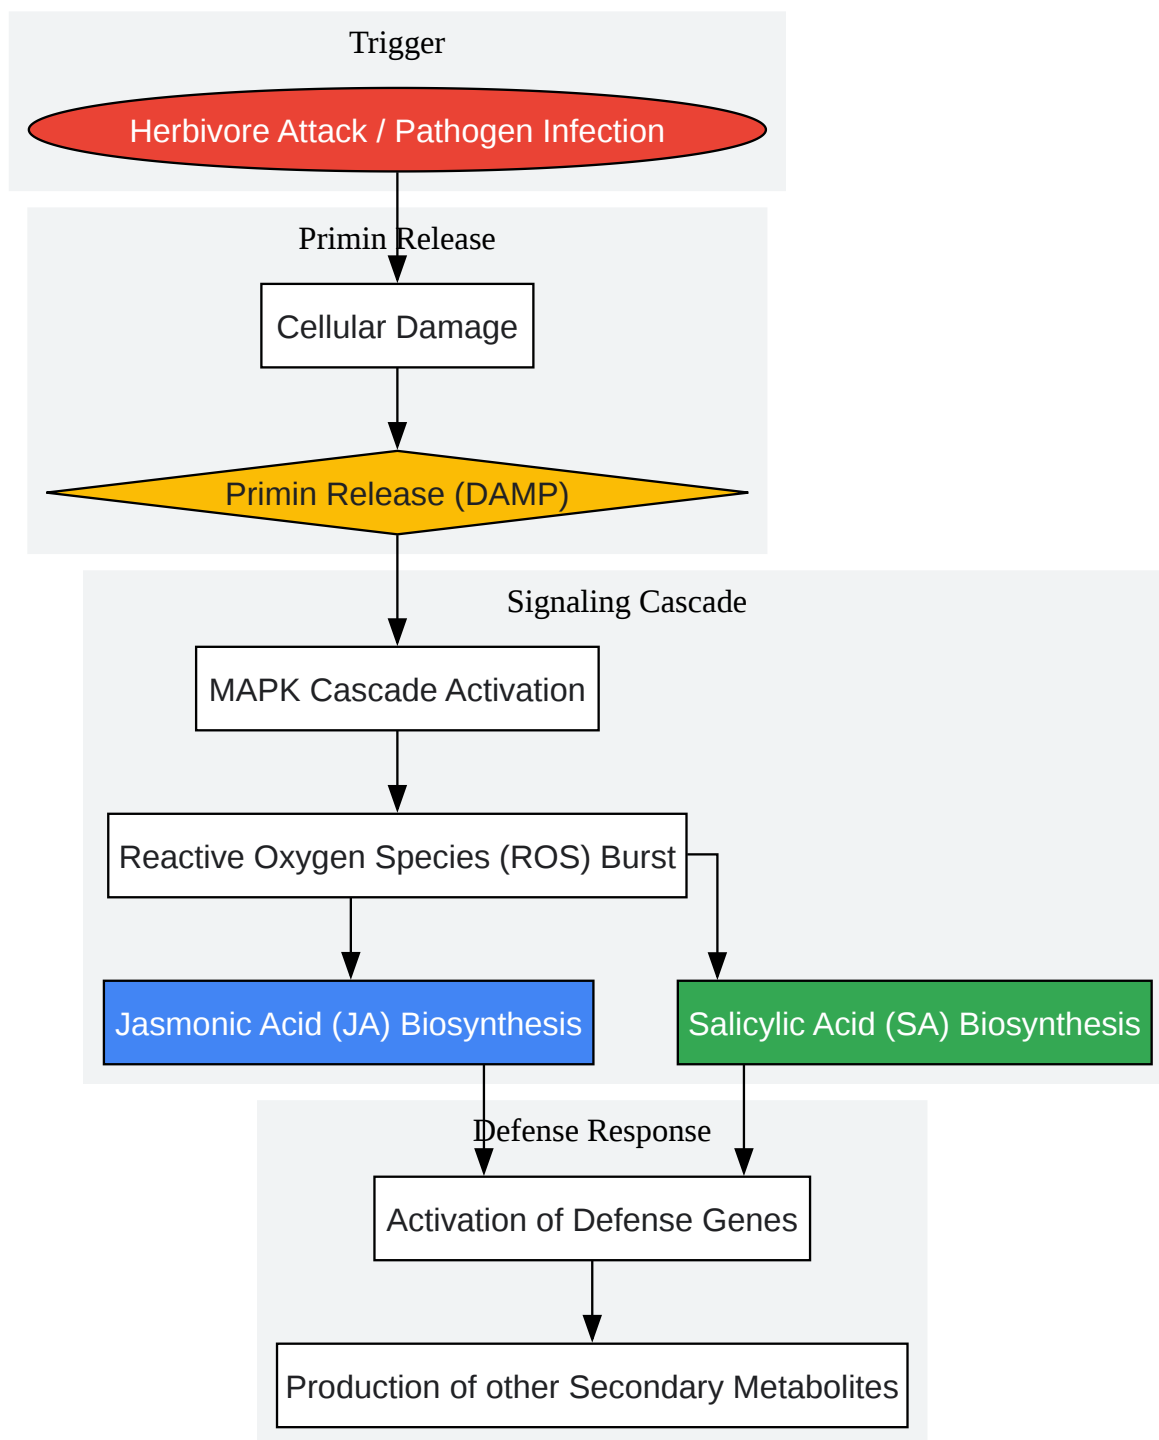 Trigger
Herbivore Attack / Pathogen Infection
Primin Release
Cellular Damage
Primin Release (DAMP)
Signaling Cascade
MAPK Cascade Activation
Reactive Oxygen Species (ROS) Burst
Jasmonic Acid (JA) Biosynthesis
Salicylic Acid (SA) Biosynthesis
Defense Response
Activation of Defense Genes
Production of other Secondary Metabolites